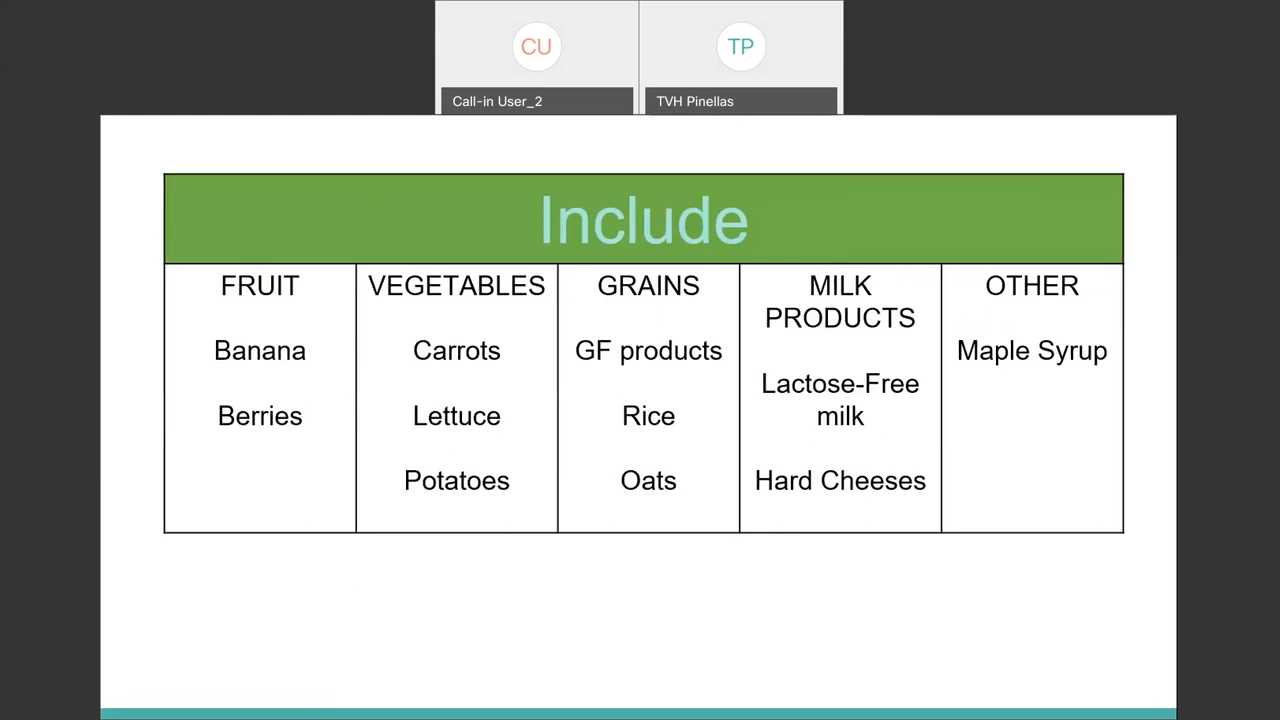 CU
TP
Call-in User_2
TVH Pinellas
Include
FRUIT
Banana
Berries
VEGETABLES
Carrots
Lettuce
Potatoes
GRAINS
GF products
Rice
Oats
MILK
PRODUCTS
Lactose-Free
milk
Hard Cheeses
OTHER
Maple Syrup